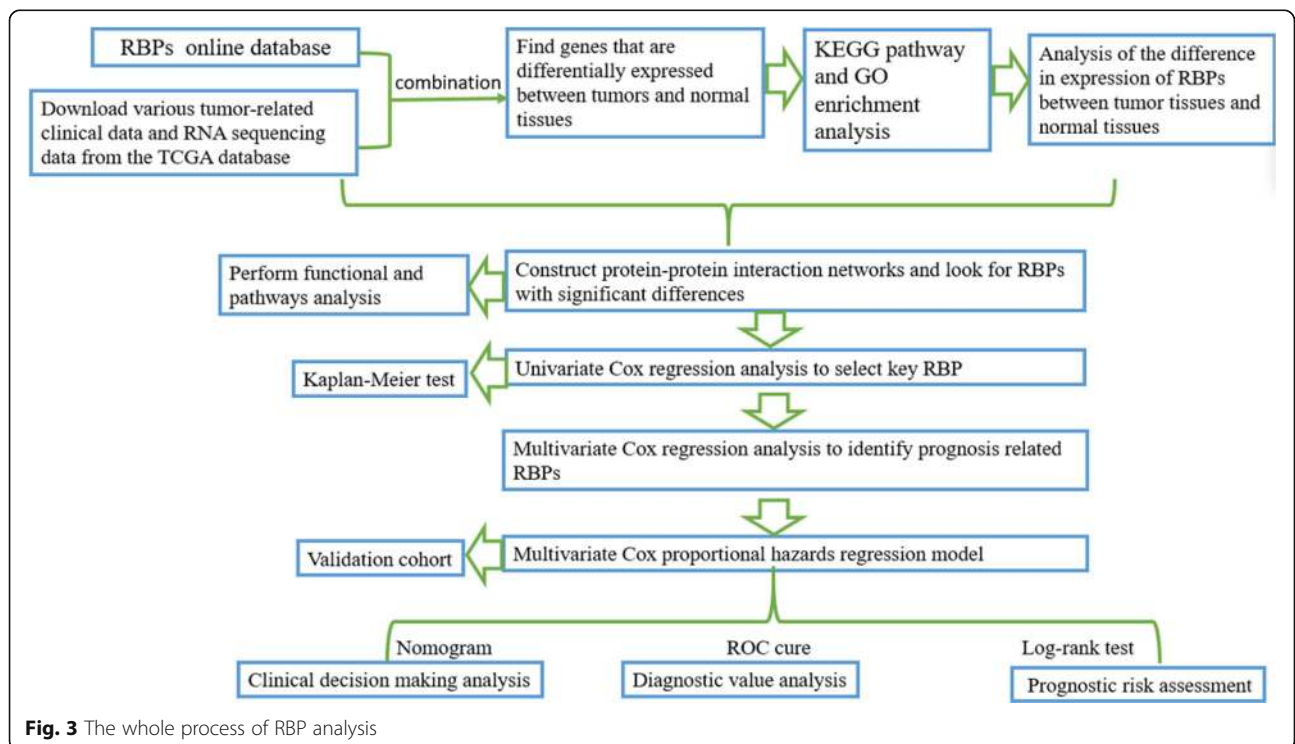 RBPs online database
Download various tumor-related
clinical data and RNA sequencing
data from the TCGA database
combination
Find genes that are
differentially expressed
between tumors and normal
tissues
KEGG pathway
and GO
enrichment
analysis
Analysis of the difference
in expression of RBPs
between tumor tissues and
normal tissues
Perform functional and
pathways analysis
Construct protein-protein interaction networks and look for RBPs
with significant differences
Kaplan-Meier test
Univariate Cox regression analysis to select key RBP
Multivariate Cox regression analysis to identify prognosis related
RBPs
Validation cohort
Multivariate Cox proportional hazards regression model
Nomogram
Clinical decision making analysis
ROC cure
Diagnostic value analysis
Log-rank test
Prognostic risk assessment
Fig. 3 The whole process of RBP analysis